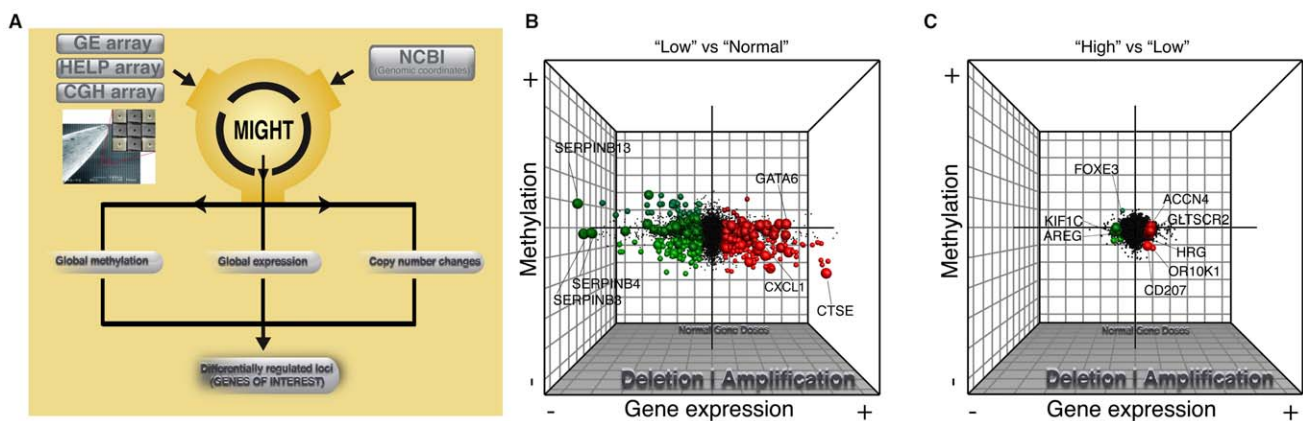 A
GE array
HELP array
CGH array
NCBI
(Genomic coordinates)
MIGHT
Global methylation
Global expression
Copy number changes
Differentially regulated loci
(GENES OF INTEREST)
B
“Low” vs “Normal”
+
Methylation
-
SERPINB13
GATA6
SERPINB4
SERPINB3
CXCL1
CTSE
Normal Gene Doses
Deletion | Amplification
-
Gene expression
+
C
“High” vs “Low”
+
Methylation
-
FOXE3
ACCN4
GLTSCR2
KIF1C
AREG
HRG
OR10K1
CD207
Normal Gene Doses
Deletion | Amplification
-
Gene expression
+